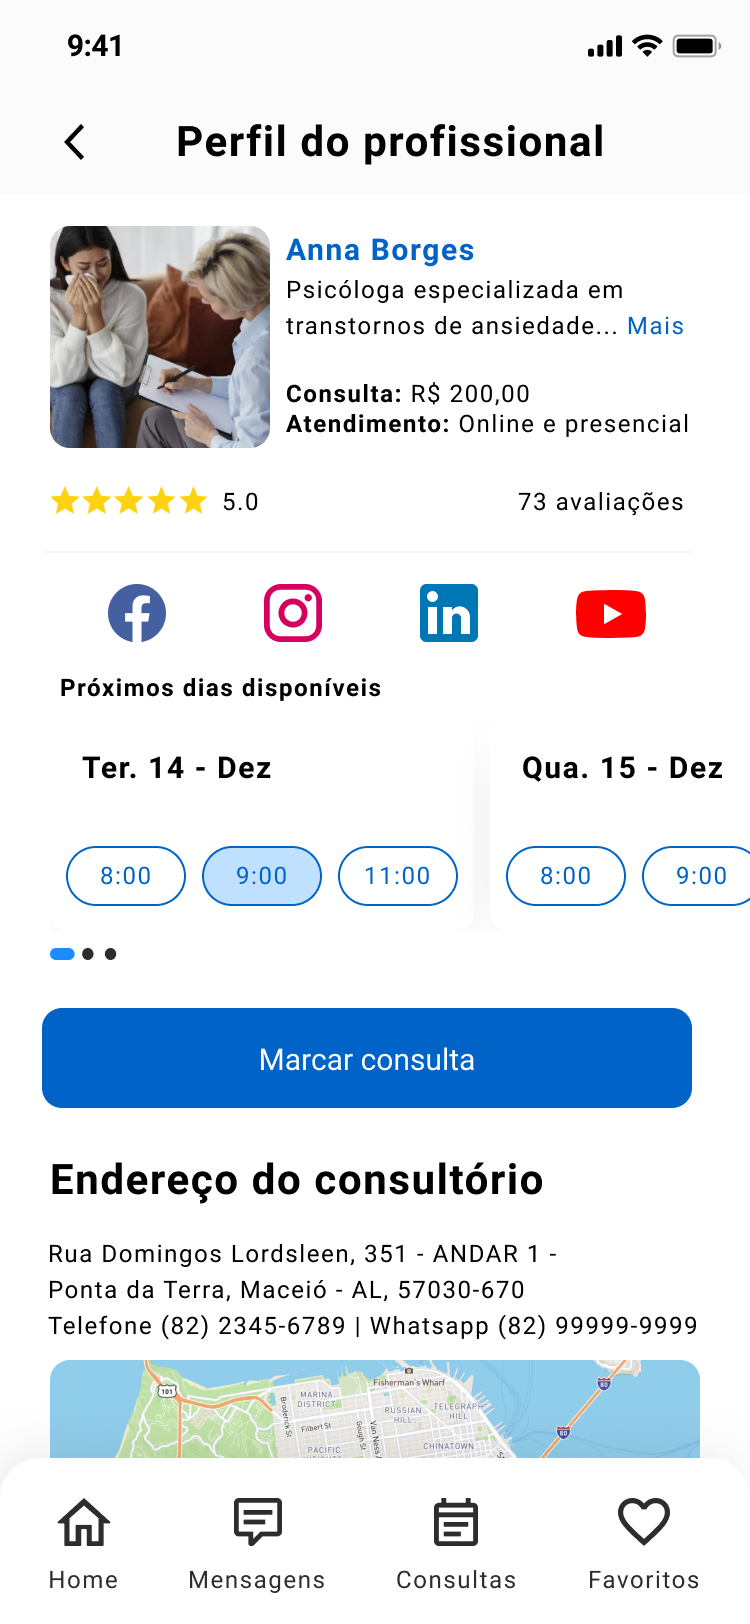 9:41
Perfil do profissional
Anna Borges
Psicóloga especializada em
transtornos de ansiedade... Mais
Consulta: R$ 200,00
Atendimento: Online e presencial
5.0
73 avaliações
in
Próximos dias disponíveis
Ter. 14 - Dez
Qua. 15 - Dez
8:00
9:00
11:00
8:00
9:00
Marcar consulta
Endereço do consultório
Rua Domingos Lordsleen, 351 - ANDAR 1 -
Ponta da Terra, Maceió - AL, 57030-670
Telefone (82) 2345-6789 | Whatsapp (82) 99999-9999
Fisherman's Wharf
101
80
MARINA
DISTRICT
Broderick St
RUSSIAN
HILL
TELEGRAPH
HILL
Filbert St
Gough St
Van Ness A
80
PACIFIC
CHINATOWN
Home
Mensagens
Consultas
Favoritos